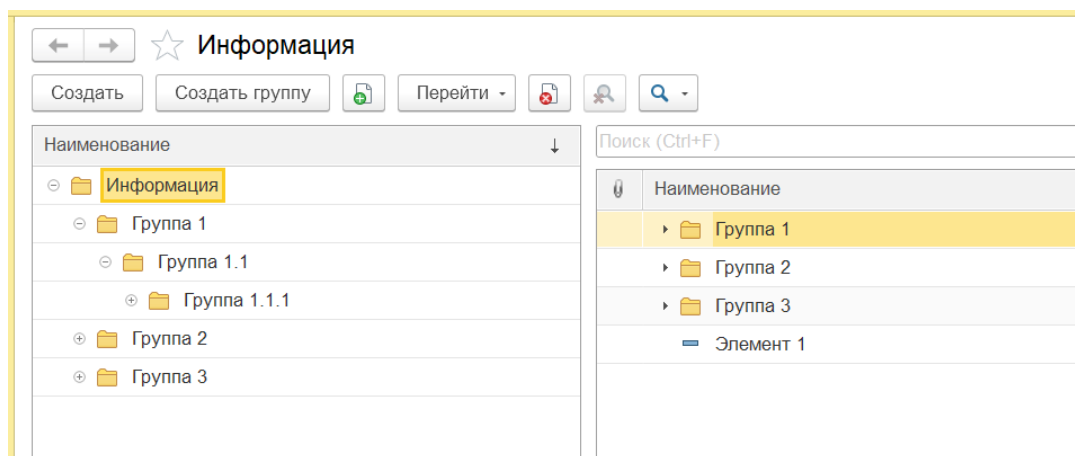 Информация
Создать Создать группу Перейти
Наименование
Информация
Группа 1
Группа 1.1
Группа 1.1.1
Группа 2
Группа 3
Поиск (Ctrl+F)
Наименование
Группа 1
Группа 2
Группа 3
Элемент 1